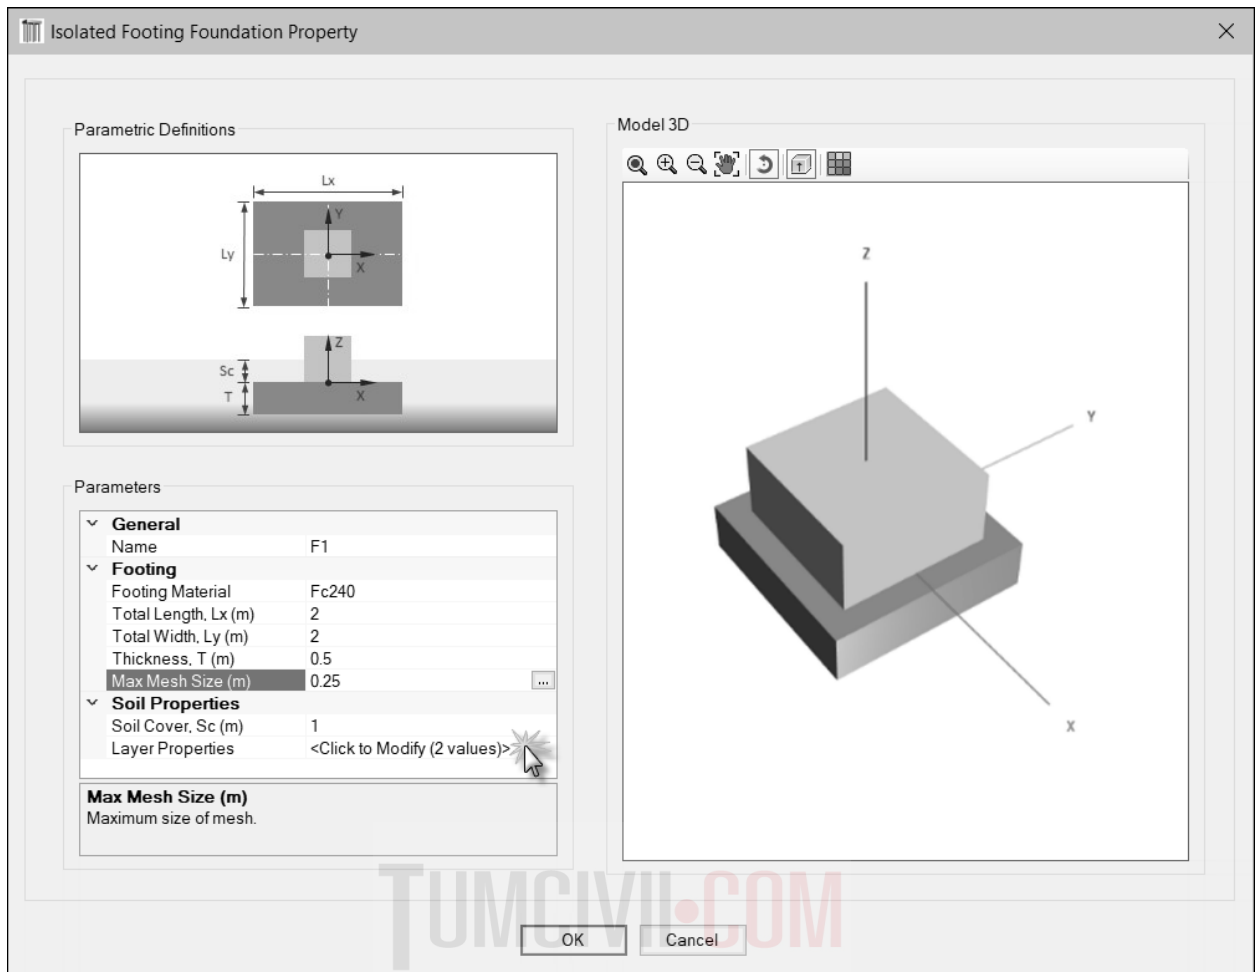 Isolated Footing Foundation Property
Parametric Definitions
Lx
Y
Ly
X
Z
Sc
T
X
Model 3D
Z
Y
X
Parameters
General
Name F1
Footing
Footing Material Fc240
Total Length, Lx (m) 2
Total Width, Ly (m) 2
Thickness, T (m) 0.5
Max Mesh Size (m) 0.25 ...
Soil Properties
Soil Cover, Sc (m) 1
Layer Properties <Click to Modify (2 values)>
Max Mesh Size (m)
Maximum size of mesh.
TUMCIVIL.COM
OK Cancel